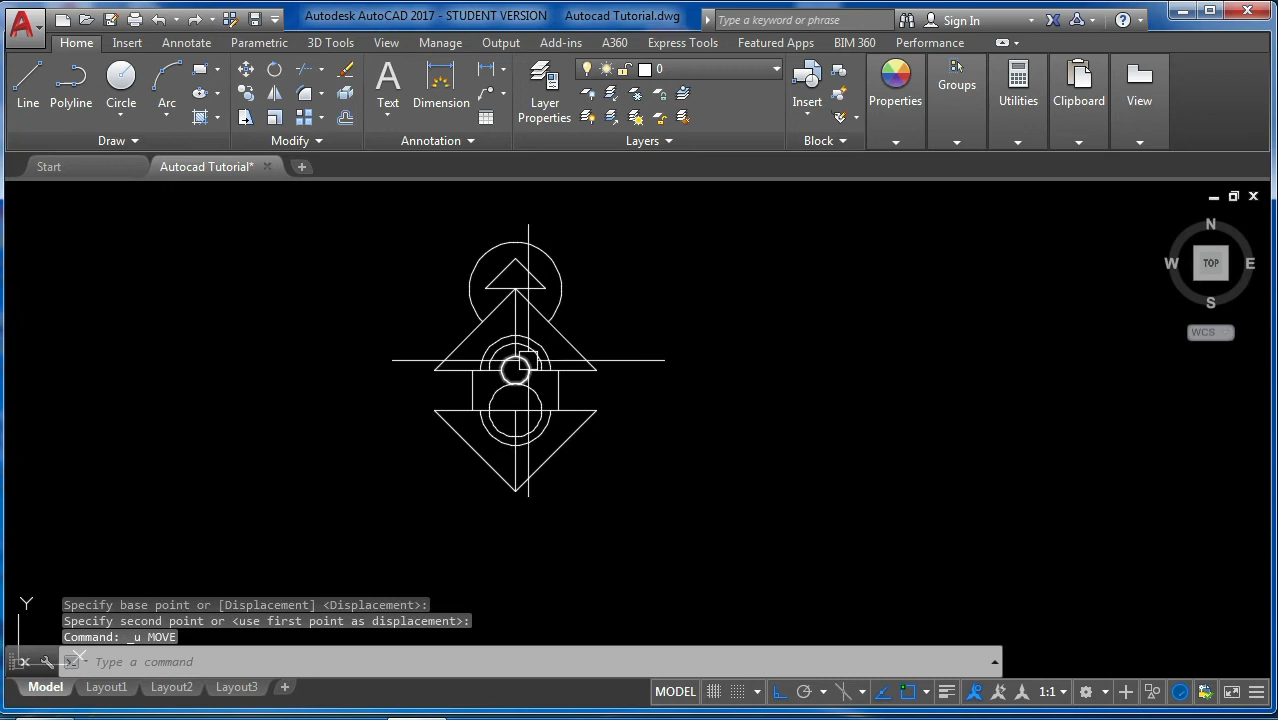 Autodesk AutoCAD 2017 - STUDENT VERSION Autocad Tutorial.dwg Type a keyword or phrase Sign In
Home Insert Annotate Parametric 3D Tools View Manage Output Add-ins A360 Express Tools Featured Apps BIM 360 Performance
0
Line Polyline Circle Arc Text Dimension Layer Properties Insert Properties Groups Utilities Clipboard View
Draw Modify Annotation Layers Block
Start Autocad Tutorial*
N
W TOP E
S
WCS
Y
X
Specify base point or [Displacement] <Displacement>:
Specify second point or <use first point as displacement>:
Command: _u MOVE
Type a command
Model Layout1 Layout2 Layout3 MODEL 1:1